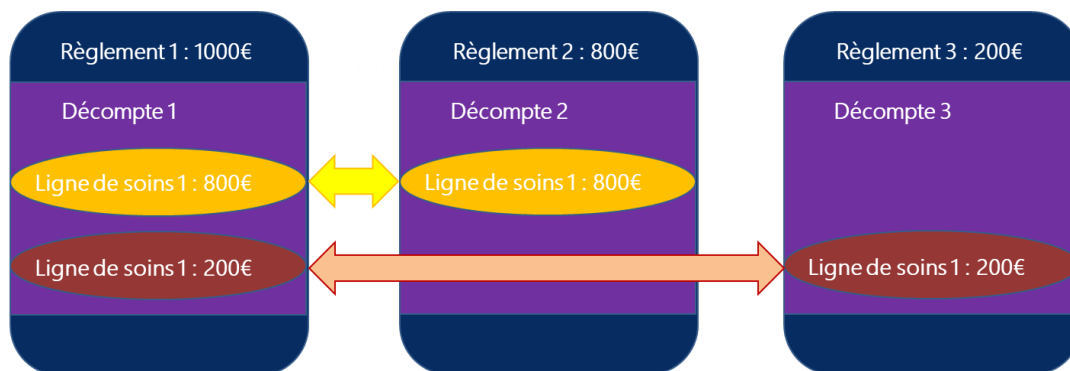 Règlement 1 : 1000€
Décompte 1
Ligne de soins 1 : 800€
Ligne de soins 1 : 200€
Règlement 2 : 800€
Décompte 2
Ligne de soins 1 : 800€
Règlement 3 : 200€
Décompte 3
Ligne de soins 1 : 200€